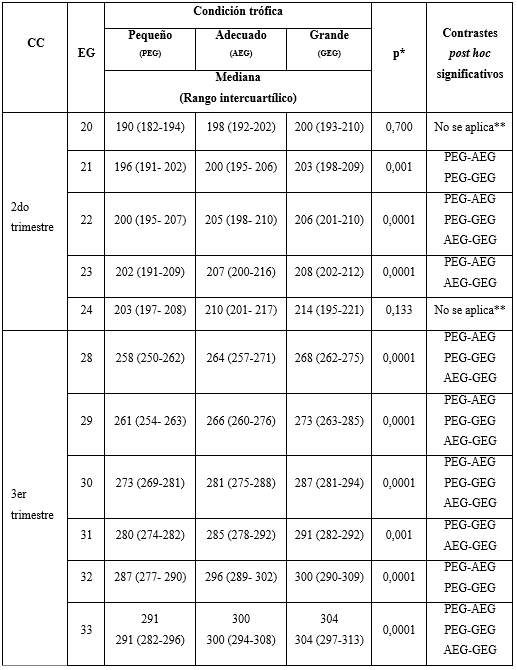 CC
EG
Condición trófica
p*
Contrastes
post hoc
significativos
Pequeño
(PEG)
Adecuado
(AEG)
Grande
(GEG)
Mediana
(Rango intercuartílico)
2do
trimestre
20 190 (182-194) 198 (192-202) 200 (193-210) 0,700 No se aplica**
21 196 (191- 202) 200 (195- 206) 203 (198-209) 0,001 PEG-AEG
PEG-GEG
22 200 (195- 207) 205 (198- 210) 206 (201-210) 0,0001 PEG-AEG
PEG-GEG
AEG-GEG
23 202 (191-209) 207 (200-216) 208 (202-212) 0,0001 PEG-AEG
AEG-GEG
24 203 (197- 208) 210 (201- 217) 214 (195-221) 0,133 No se aplica**
3er
trimestre
28 258 (250-262) 264 (257-271) 268 (262-275) 0,0001 PEG-AEG
PEG-GEG
AEG-GEG
29 261 (254- 263) 266 (260-276) 273 (263-285) 0,0001 PEG-AEG
PEG-GEG
AEG-GEG
30 273 (269-281) 281 (275-288) 287 (281-294) 0,0001 PEG-AEG
PEG-GEG
AEG-GEG
31 280 (274-282) 285 (278-292) 291 (282-292) 0,001 PEG-GEG
AEG-GEG
32 287 (277- 290) 296 (289- 302) 300 (290-309) 0,0001 PEG-AEG
PEG-GEG
33 291 300 304 0,0001 PEG-AEG
291 (282-296) 300 (294-308) 304 (297-313) PEG-GEG
AEG-GEG